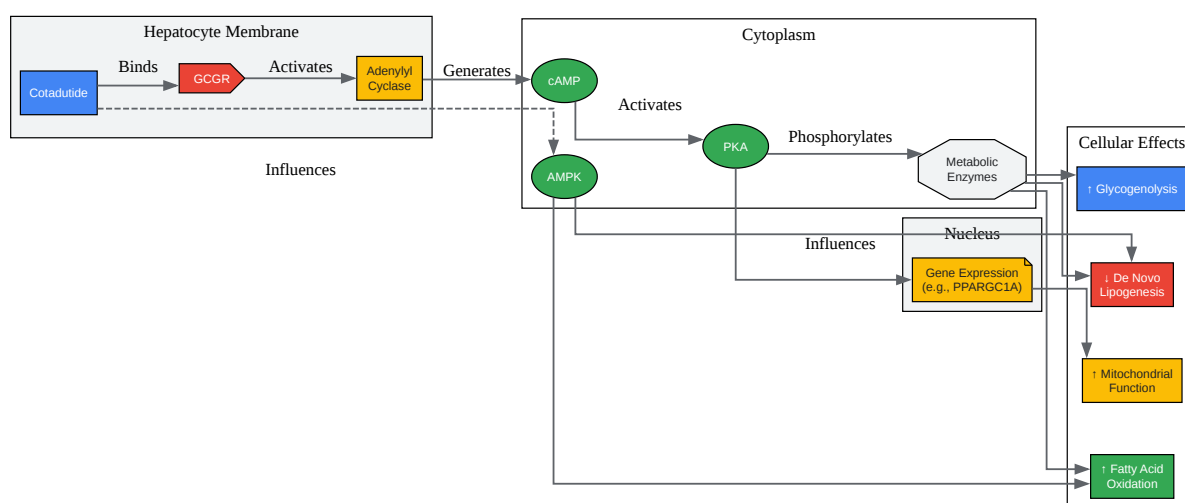 Hepatocyte Membrane
Cotadutide
Binds
GCGR
Activates
Adenylyl
Cyclase
Generates
Influences
Cytoplasm
cAMP
Activates
AMPK
PKA
Phosphorylates
Metabolic
Enzymes
Influences
Nucleus
Gene Expression
(e.g., PPARGC1A)
Cellular Effects
↑ Glycogenolysis
↓ De Novo
Lipogenesis
↑ Mitochondrial
Function
↑ Fatty Acid
Oxidation